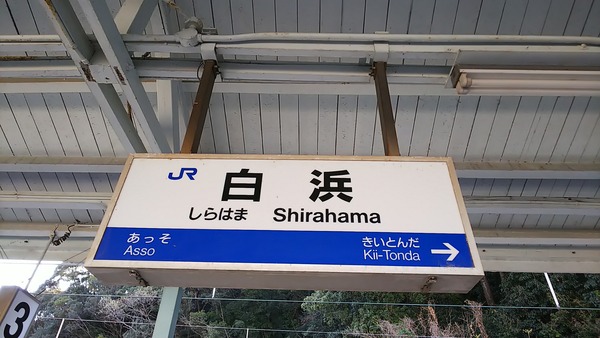 JR 白浜
しらはま Shirahama
あっそ きいとんだ
Asso Kii-Tonda →
3